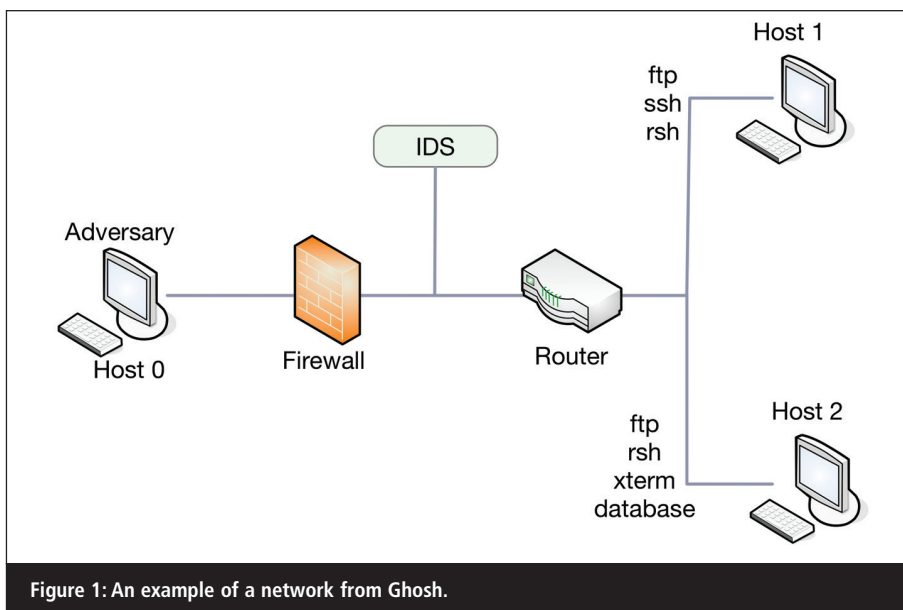 Host 1
ftp
ssh
rsh
IDS
Adversary
Host 0
Firewall
Router
Host 2
ftp
rsh
xterm
database
Figure 1: An example of a network from Ghosh.